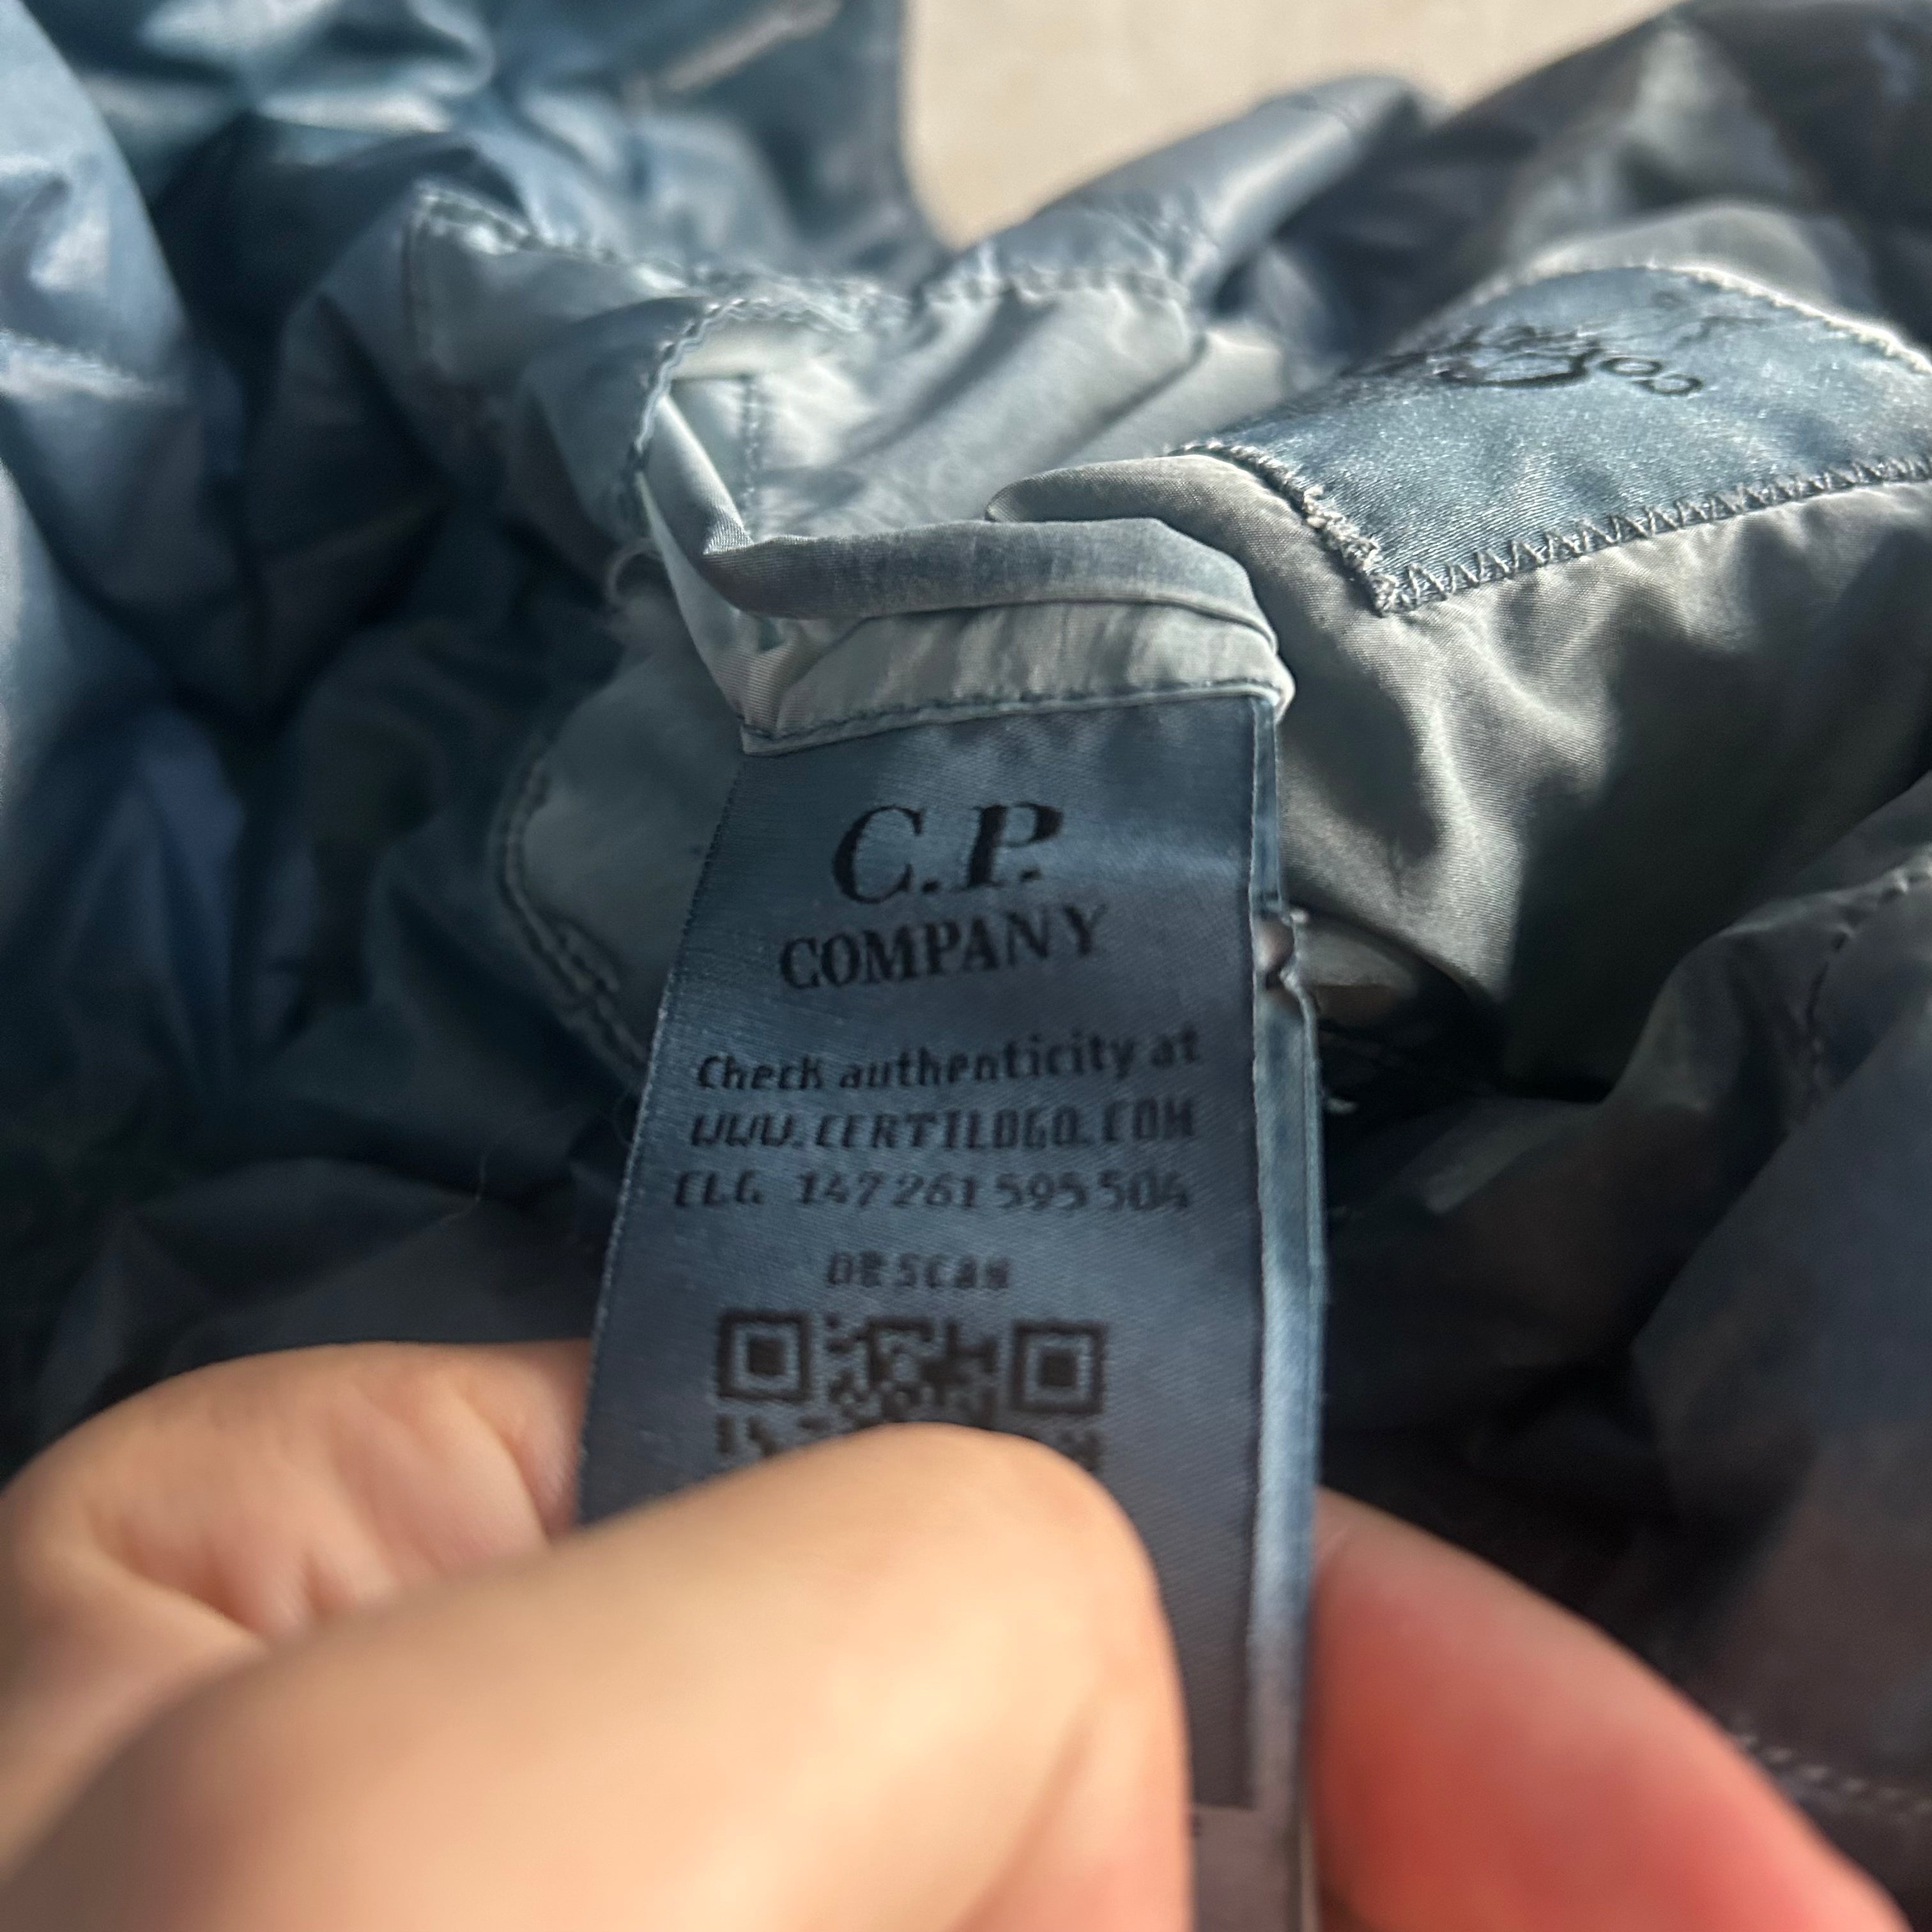 C.P.
COMPANY
Check authenticity at
WWW.CERTILOGO.COM
CLG 147 261 595 504
OR SCAN